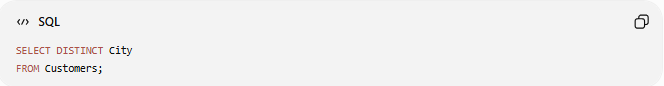 </> SQL
SELECT DISTINCT City
FROM Customers;